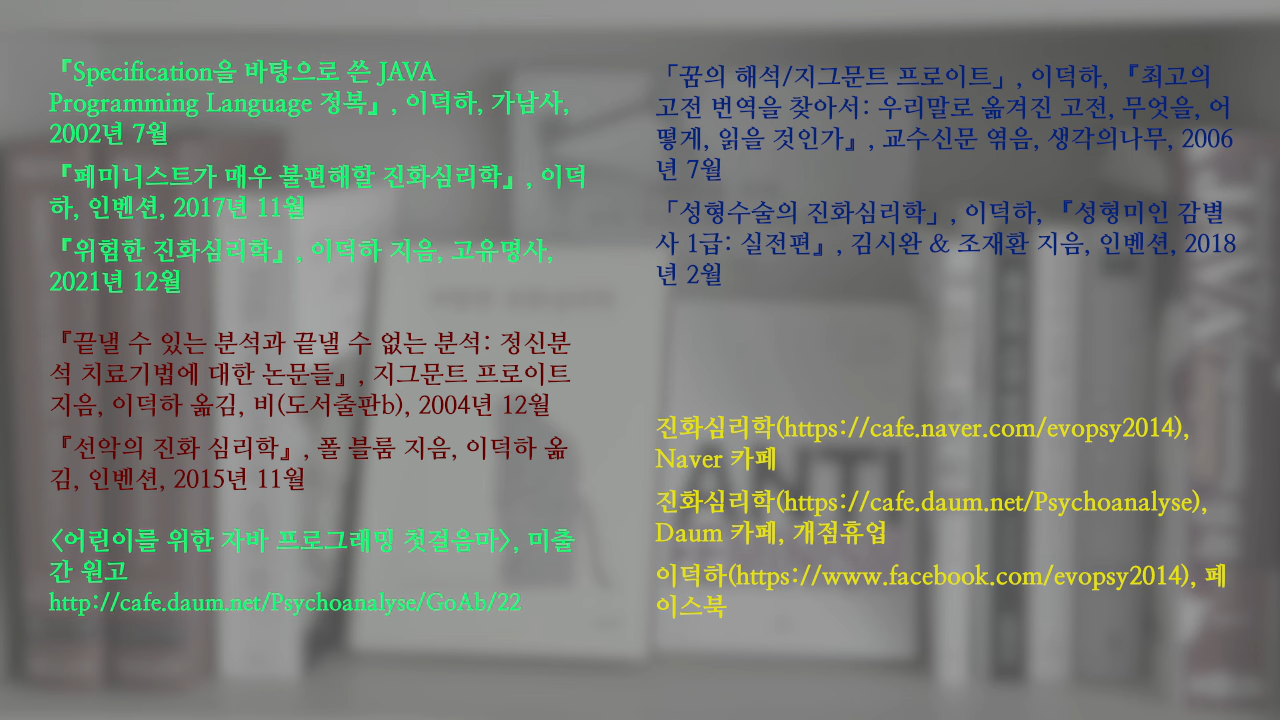 『Specification을 바탕으로 쓴 JAVA
Programming Language 정복』, 이덕하, 가남사,
2002년 7월
『페미니스트가 매우 불편해할 진화심리학』, 이덕
하, 인벤션, 2017년 11월
『위험한 진화심리학』, 이덕하 지음, 고유명사,
2021년 12월
『끝낼 수 있는 분석과 끝낼 수 없는 분석: 정신분
석 치료기법에 대한 논문들』, 지그문트 프로이트
지음, 이덕하 옮김, 비(도서출판b), 2004년 12월
『선악의 진화 심리학』, 폴 블룸 지음, 이덕하 옮
김, 인벤션, 2015년 11월
〈어린이를 위한 자바 프로그래밍 첫걸음마〉, 미출
간 원고
http://cafe.daum.net/Psychoanalyse/GoAb/22
「꿈의 해석/지그문트 프로이트」, 이덕하, 『최고의
고전 번역을 찾아서: 우리말로 옮겨진 고전, 무엇을, 어
떻게, 읽을 것인가』, 교수신문 엮음, 생각의나무, 2006
년 7월
「성형수술의 진화심리학」, 이덕하, 『성형미인 감별
사 1급: 실전편』, 김시완 & 조재환 지음, 인벤션, 2018
년 2월
진화심리학(https://cafe.naver.com/evopsy2014),
Naver 카페
진화심리학(https://cafe.daum.net/Psychoanalyse),
Daum 카페, 개점휴업
이덕하(https://www.facebook.com/evopsy2014), 페
이스북